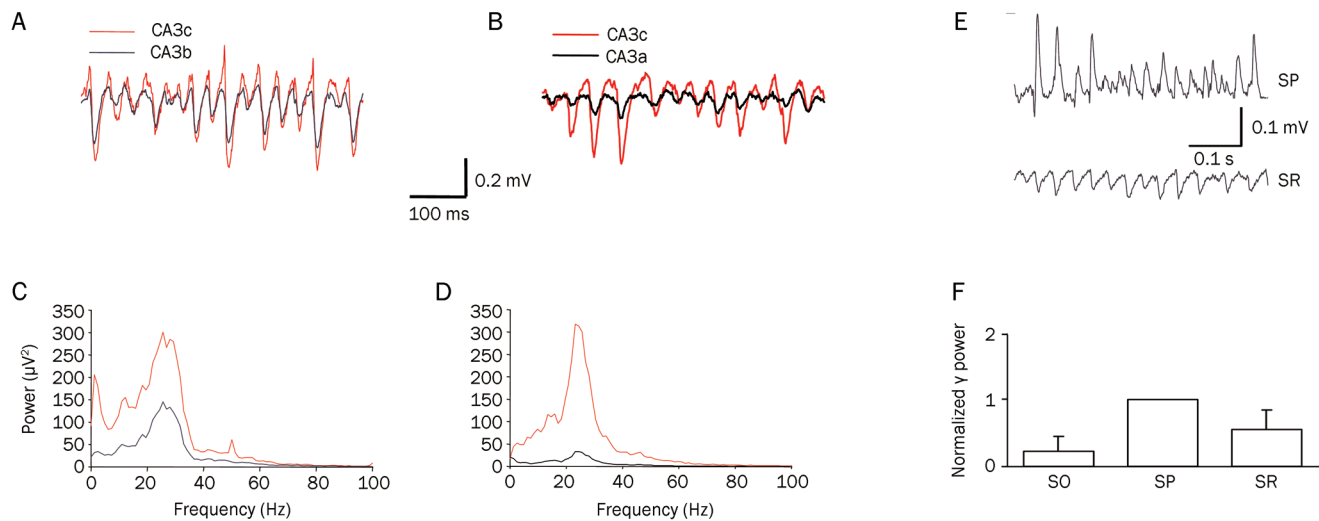 A
CA3c
CA3b
B
CA3c
CA3a
0.2 mV
100 ms
E
SP
0.1 mV
0.1 s
SR
C
Power (µV²)
350
300
250
200
150
100
50
0
0 20 40 60 80 100
Frequency (Hz)
D
350
300
250
200
150
100
50
0
0 20 40 60 80 100
Frequency (Hz)
F
Normalized γ power
2
1
0
SO SP SR